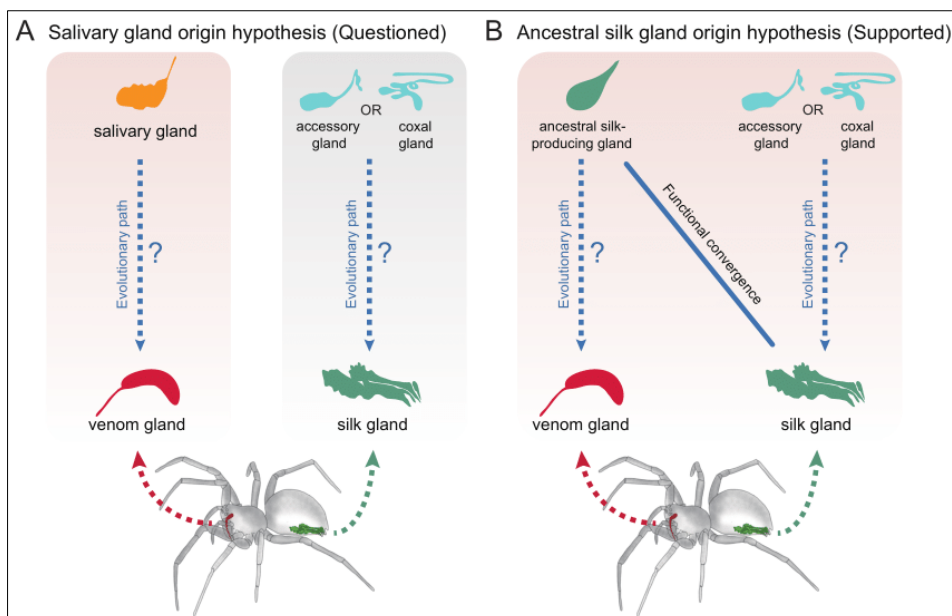 A Salivary gland origin hypothesis (Questioned)
salivary gland
OR
accessory
gland
coxal
gland
Evolutionary path
?
Evolutionary path
?
venom gland
silk gland
B Ancestral silk gland origin hypothesis (Supported)
ancestral silk-
producing gland
OR
accessory
gland
coxal
gland
Evolutionary path
?
Functional convergence
Evolutionary path
?
venom gland
silk gland